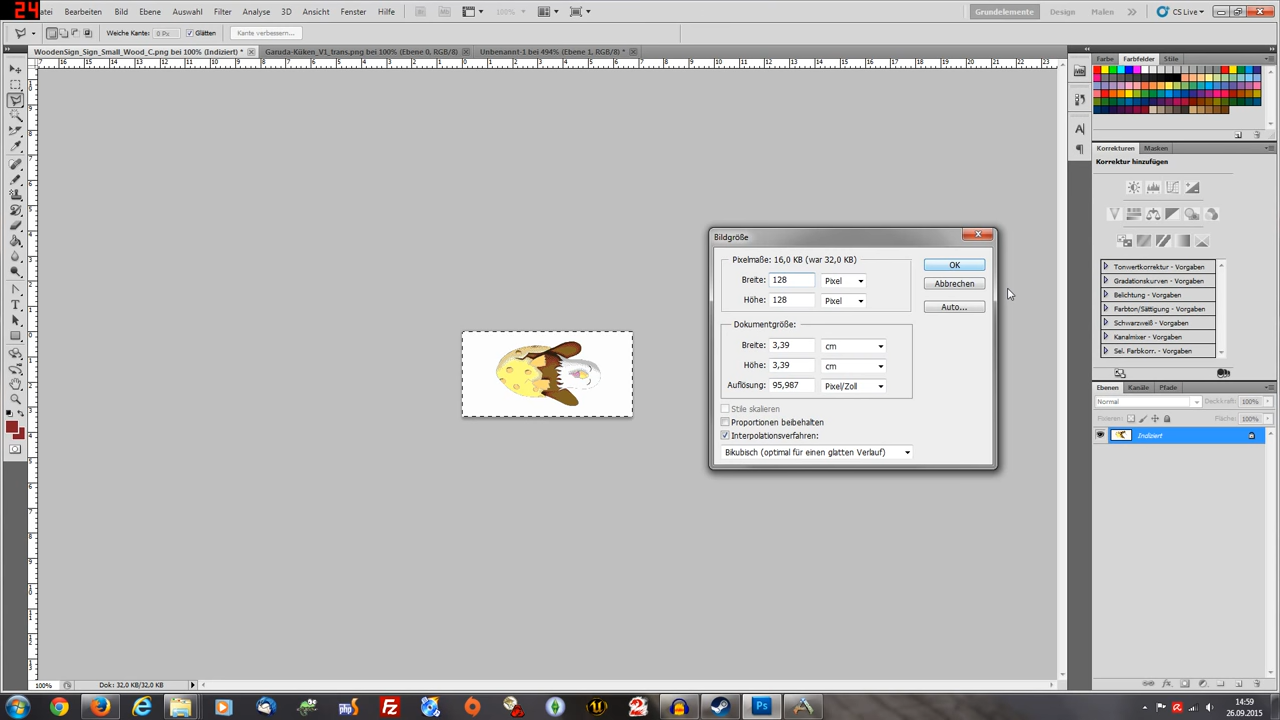 24
atei Bild Ebene Auswahl Filter Analyse 3D Ansicht Fenster Hilfe 100% Grundelemente Design Malen CS Live
Weiche Kante: 0 Px Glätten Kante verbessern...
WoodenSign_Sign_Small_Wood_C.png bei 100% (Indiziert) * Garuda-Küken_V1_trans.png bei 100% (Ebene 0, RGB/8) Unbenannt-1 bei 494% (Ebene 1, RGB/8) *
Farbe Farbfelder Stile
Korrekturen Masken
Korrektur hinzufügen
Tonwertkorrektur - Vorgaben
Gradationskurven - Vorgaben
Belichtung - Vorgaben
Farbton/Sättigung - Vorgaben
Schwarzweiß - Vorgaben
Kanalmixer - Vorgaben
Sel. Farbkorr. - Vorgaben
Ebenen Kanäle Pfade
Normal Deckkraft: 100%
Fixieren: Fläche: 100%
Indiziert
Bildgröße
Pixelmaße: 16,0 KB (war 32,0 KB)
Breite: 128 Pixel
Höhe: 128 Pixel
OK
Abbrechen
Auto...
Dokumentgröße:
Breite: 3,39 cm
Höhe: 3,39 cm
Auflösung: 95,987 Pixel/Zoll
Stile skalieren
Proportionen beibehalten
Interpolationsverfahren:
Bikubisch (optimal für einen glatten Verlauf)
100% Dok: 32,0 KB/32,0 KB
14:59
26.09.2015